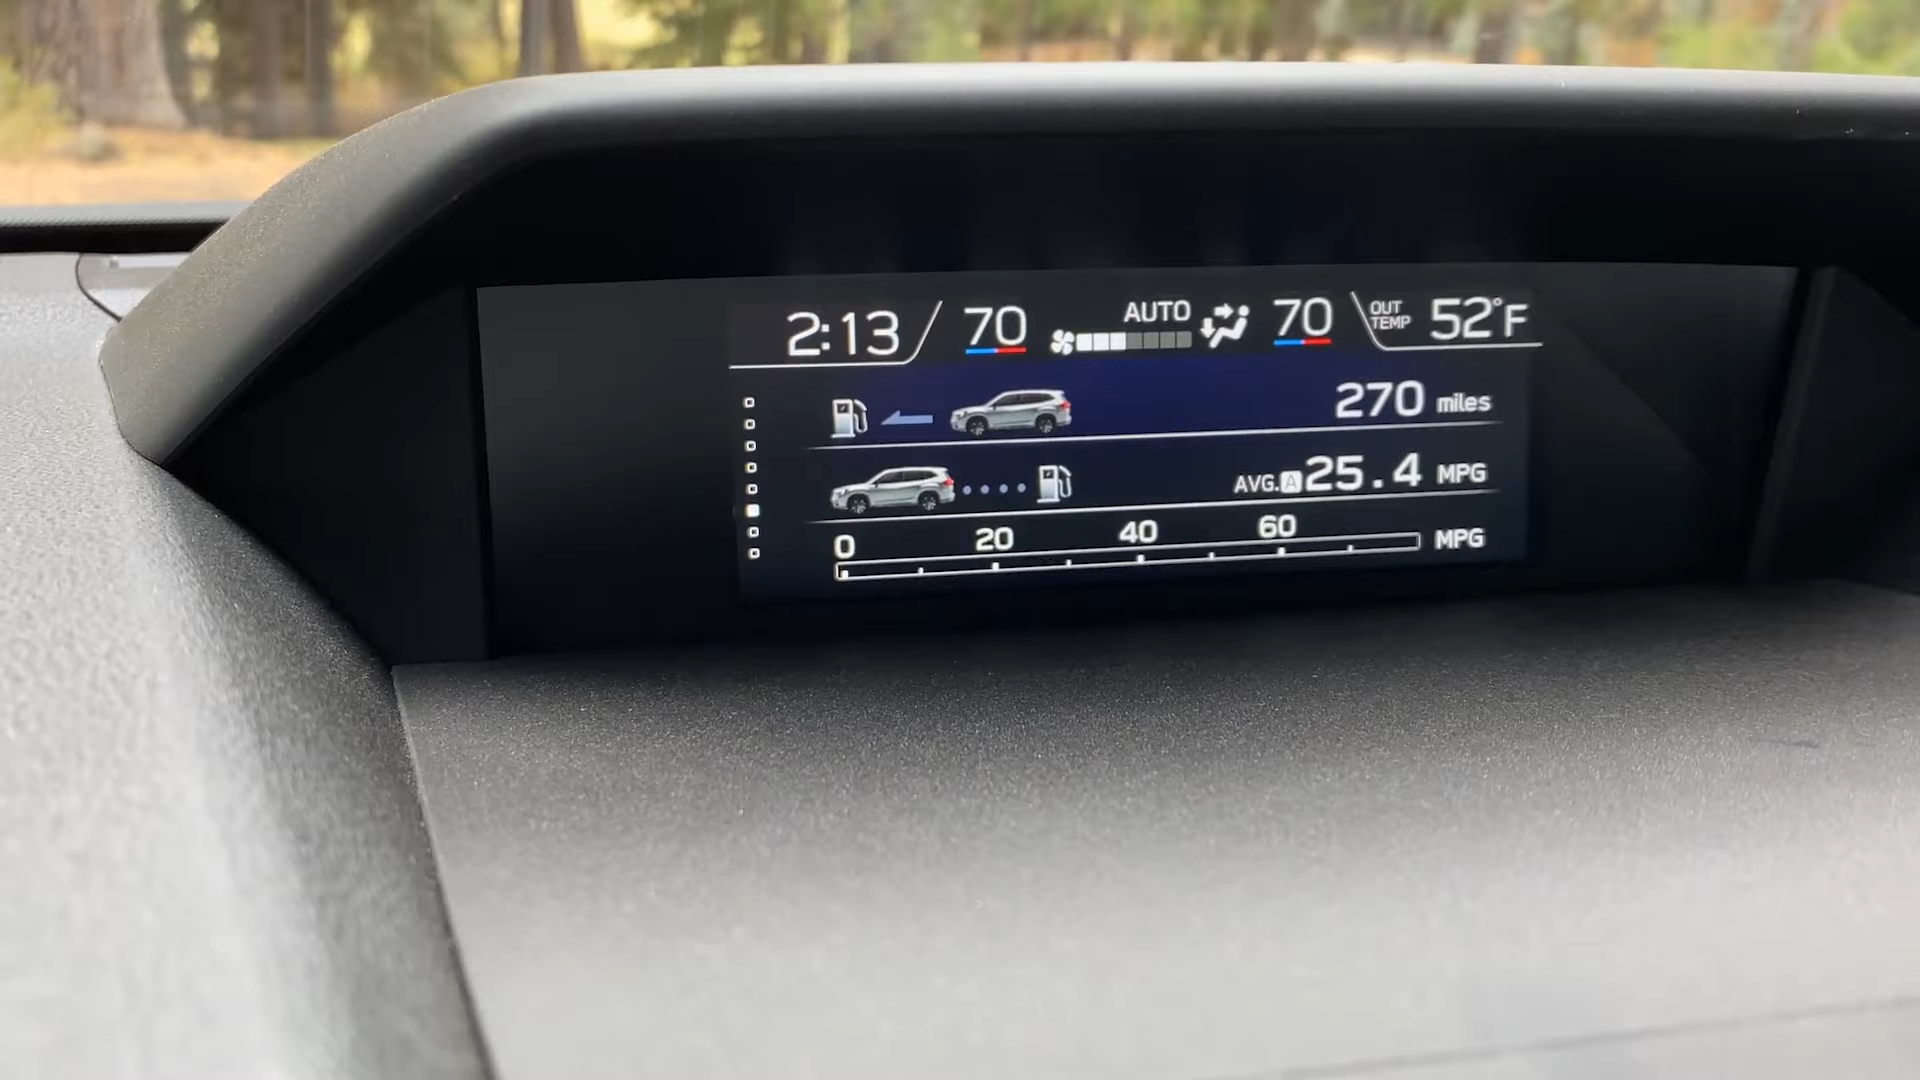 2:13 70 AUTO 70 OUT TEMP 52°F
270 miles
AVG. A 25.4 MPG
0 20 40 60 MPG